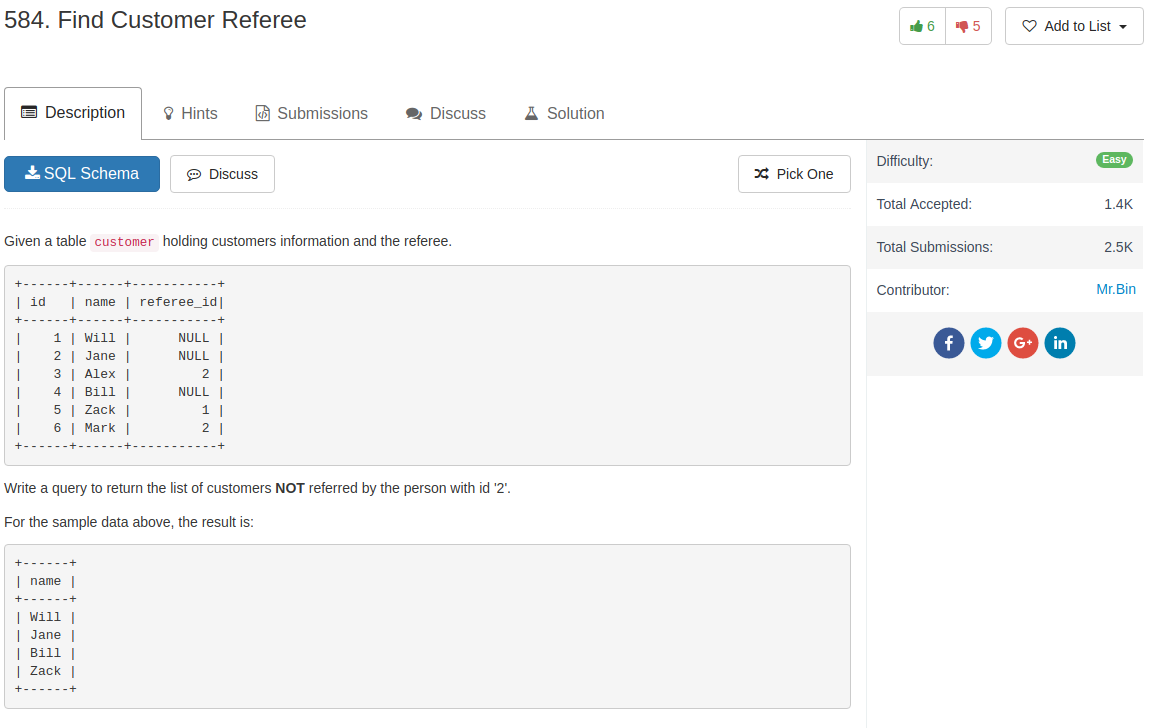 584. Find Customer Referee
6 5 Add to List
Description Hints Submissions Discuss Solution
SQL Schema Discuss Pick One
Given a table customer holding customers information and the referee.
+------+------+-----------+
| id   | name | referee_id|
+------+------+-----------+
|    1 | Will |      NULL |
|    2 | Jane |      NULL |
|    3 | Alex |         2 |
|    4 | Bill |      NULL |
|    5 | Zack |         1 |
|    6 | Mark |         2 |
+------+------+-----------+
Write a query to return the list of customers NOT referred by the person with id '2'.
For the sample data above, the result is:
+------+
| name |
+------+
| Will |
| Jane |
| Bill |
| Zack |
+------+
Difficulty: Easy
Total Accepted: 1.4K
Total Submissions: 2.5K
Contributor: Mr.Bin
f G+ in